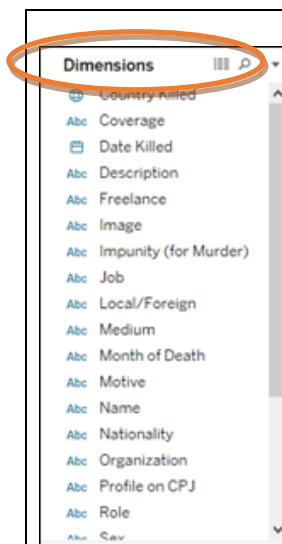 Dimensions
Country Killed
Abc Coverage
Date Killed
Abc Description
Abc Freelance
Abc Image
Abc Impunity (for Murder)
Abc Job
Abc Local/Foreign
Abc Medium
Abc Month of Death
Abc Motive
Abc Name
Abc Nationality
Abc Organization
Abc Profile on CPJ
Abc Role
Abc Sex